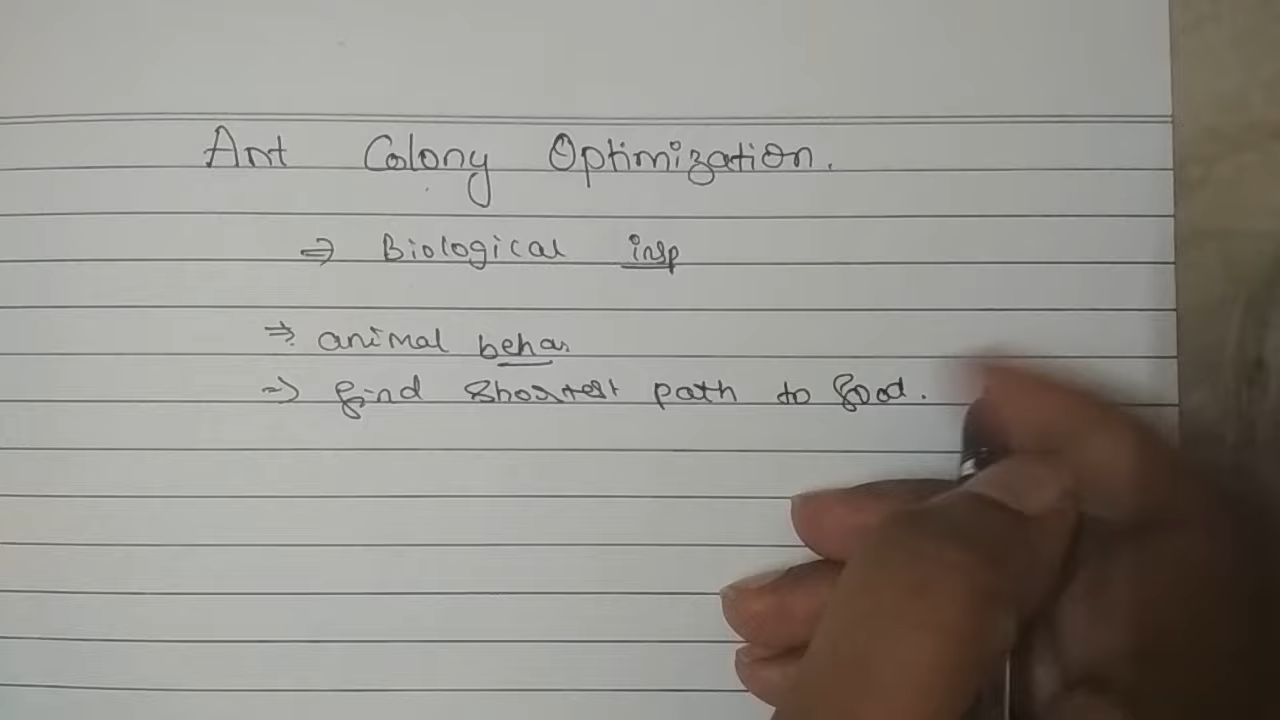 Ant Colony Optimization.
⇒ Biological insp
⇒ animal behav
⇒ find shortest path to food.